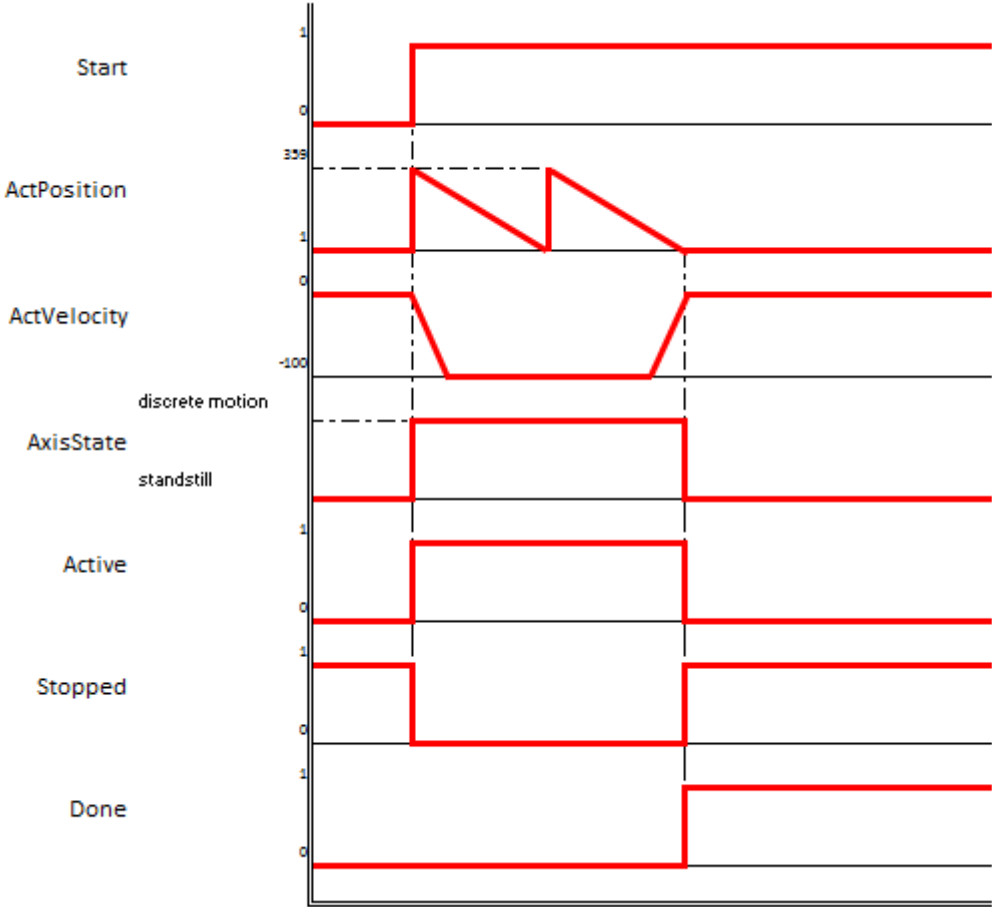 1
Start
0
359
ActPosition
1
0
ActVelocity
-100
discrete motion
AxisState
standstill
1
Active
0
1
Stopped
0
1
Done
0